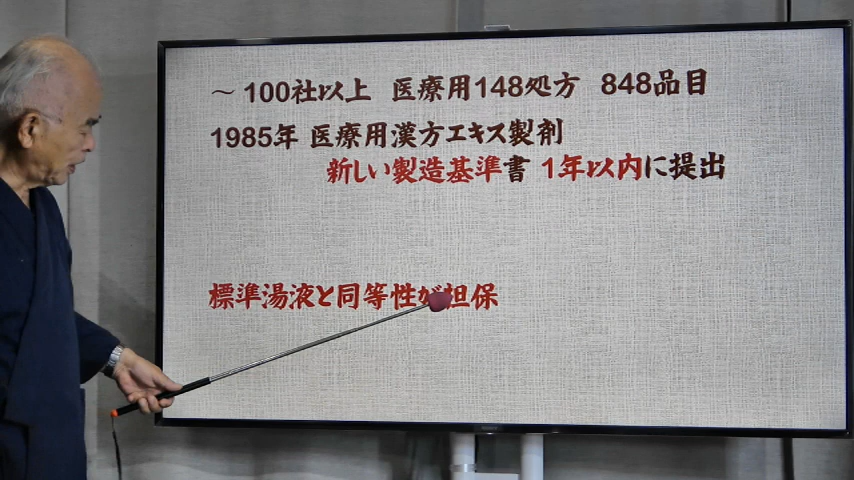 ～ 100社以上 医療用148処方 848品目
1985年 医療用漢方エキス製剤
新しい製造基準書 1年以内に提出
標準湯液と同等性が担保